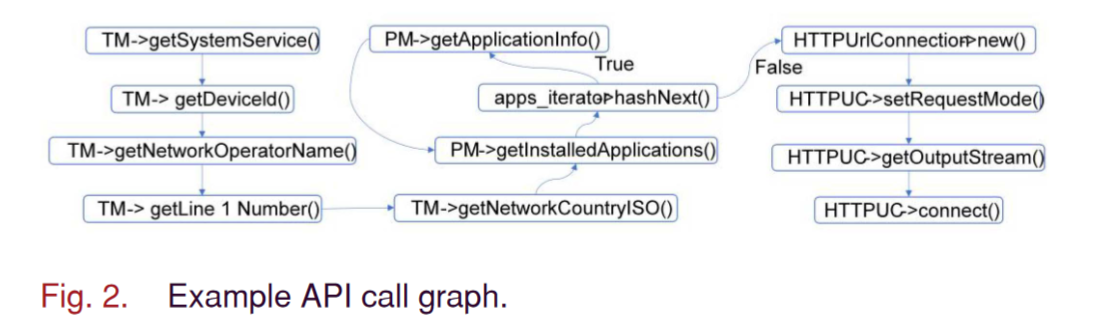 TM->getSystemService()
TM-> getDeviceId()
TM->getNetworkOperatorName()
TM-> getLine 1 Number()
TM->getNetworkCountryISO()
PM->getInstalledApplications()
apps_iterator->hashNext()
True
PM->getApplicationInfo()
False
HTTPUrlConnection->new()
HTTPUC->setRequestMode()
HTTPUC->getOutputStream()
HTTPUC->connect()
Fig. 2. Example API call graph.